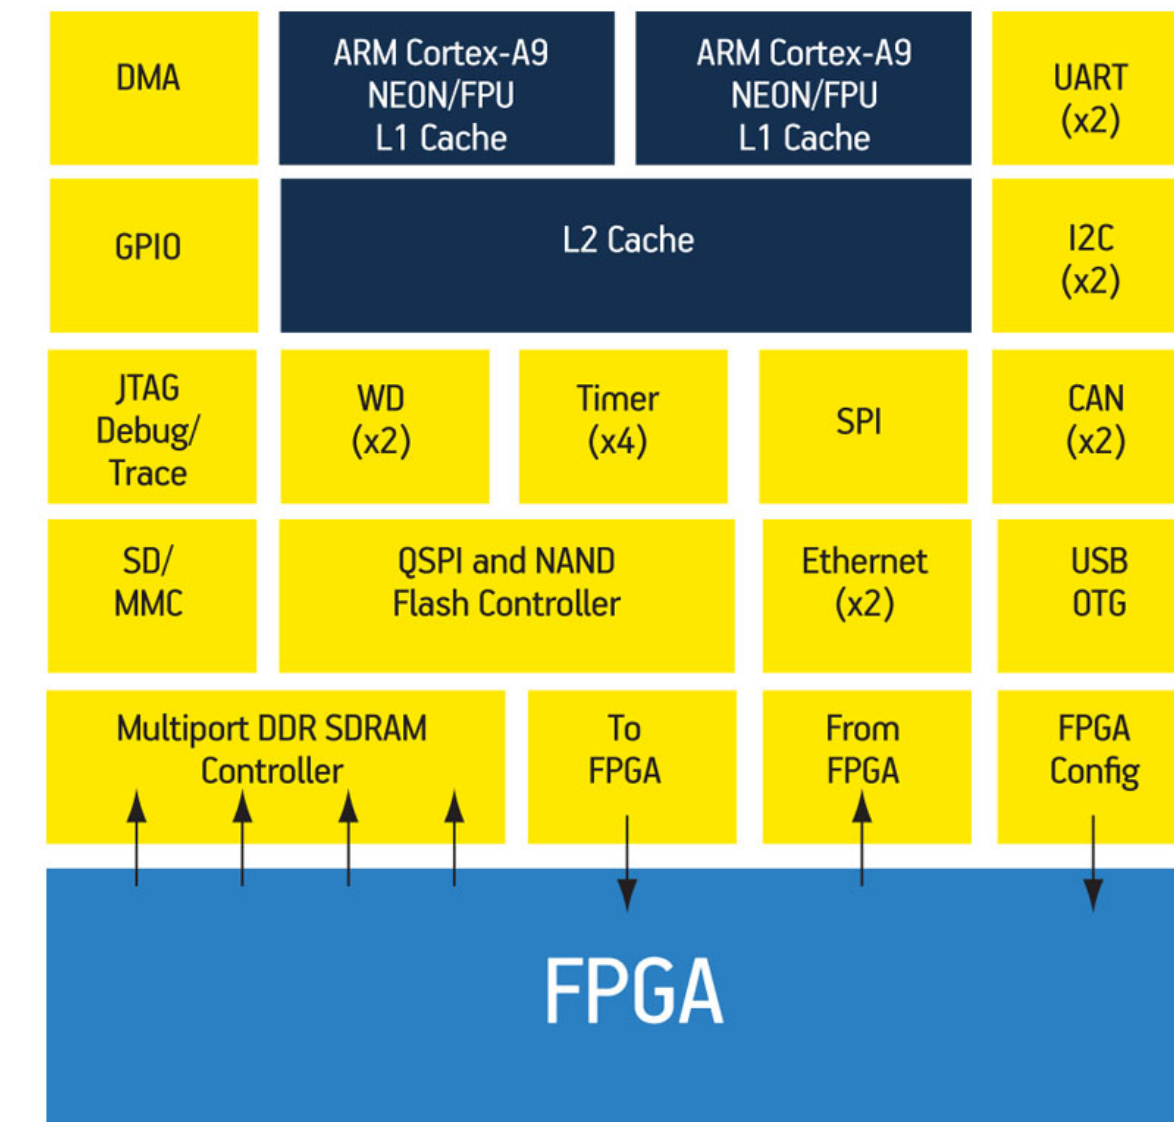 DMA
ARM Cortex-A9
NEON/FPU
L1 Cache
ARM Cortex-A9
NEON/FPU
L1 Cache
UART
(x2)
GPIO
L2 Cache
I2C
(x2)
JTAG
Debug/
Trace
WD
(x2)
Timer
(x4)
SPI
CAN
(x2)
SD/
MMC
QSPI and NAND
Flash Controller
Ethernet
(x2)
USB
OTG
Multiport DDR SDRAM
Controller
To
FPGA
From
FPGA
FPGA
Config
FPGA